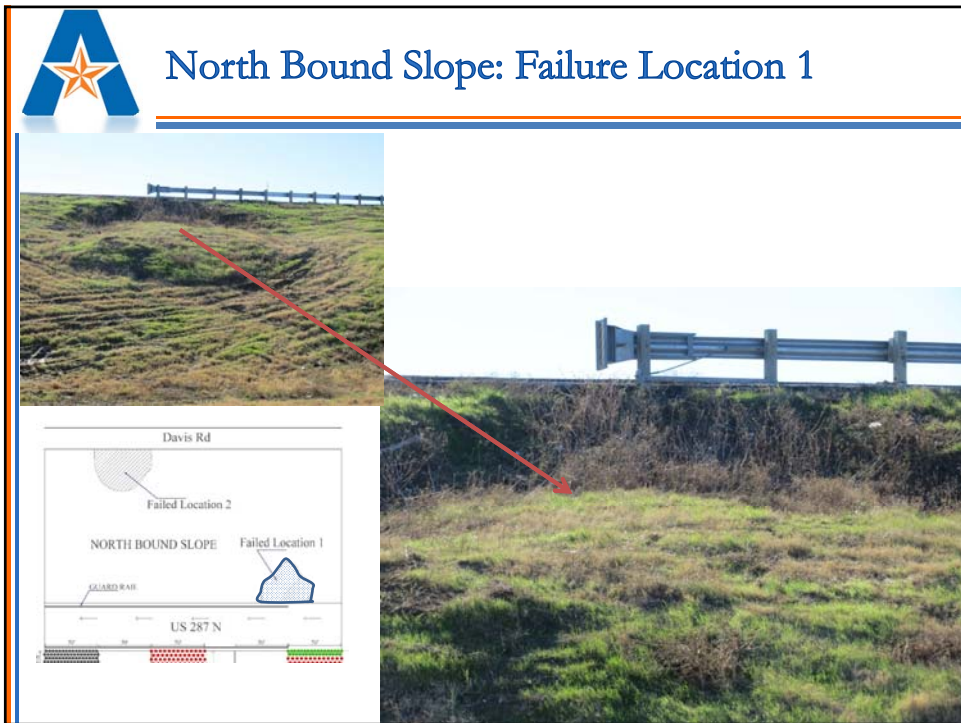 North Bound Slope: Failure Location 1
Davis Rd
Failed Location 2
NORTH BOUND SLOPE
Failed Location 1
GUARD RAIL
US 287 N